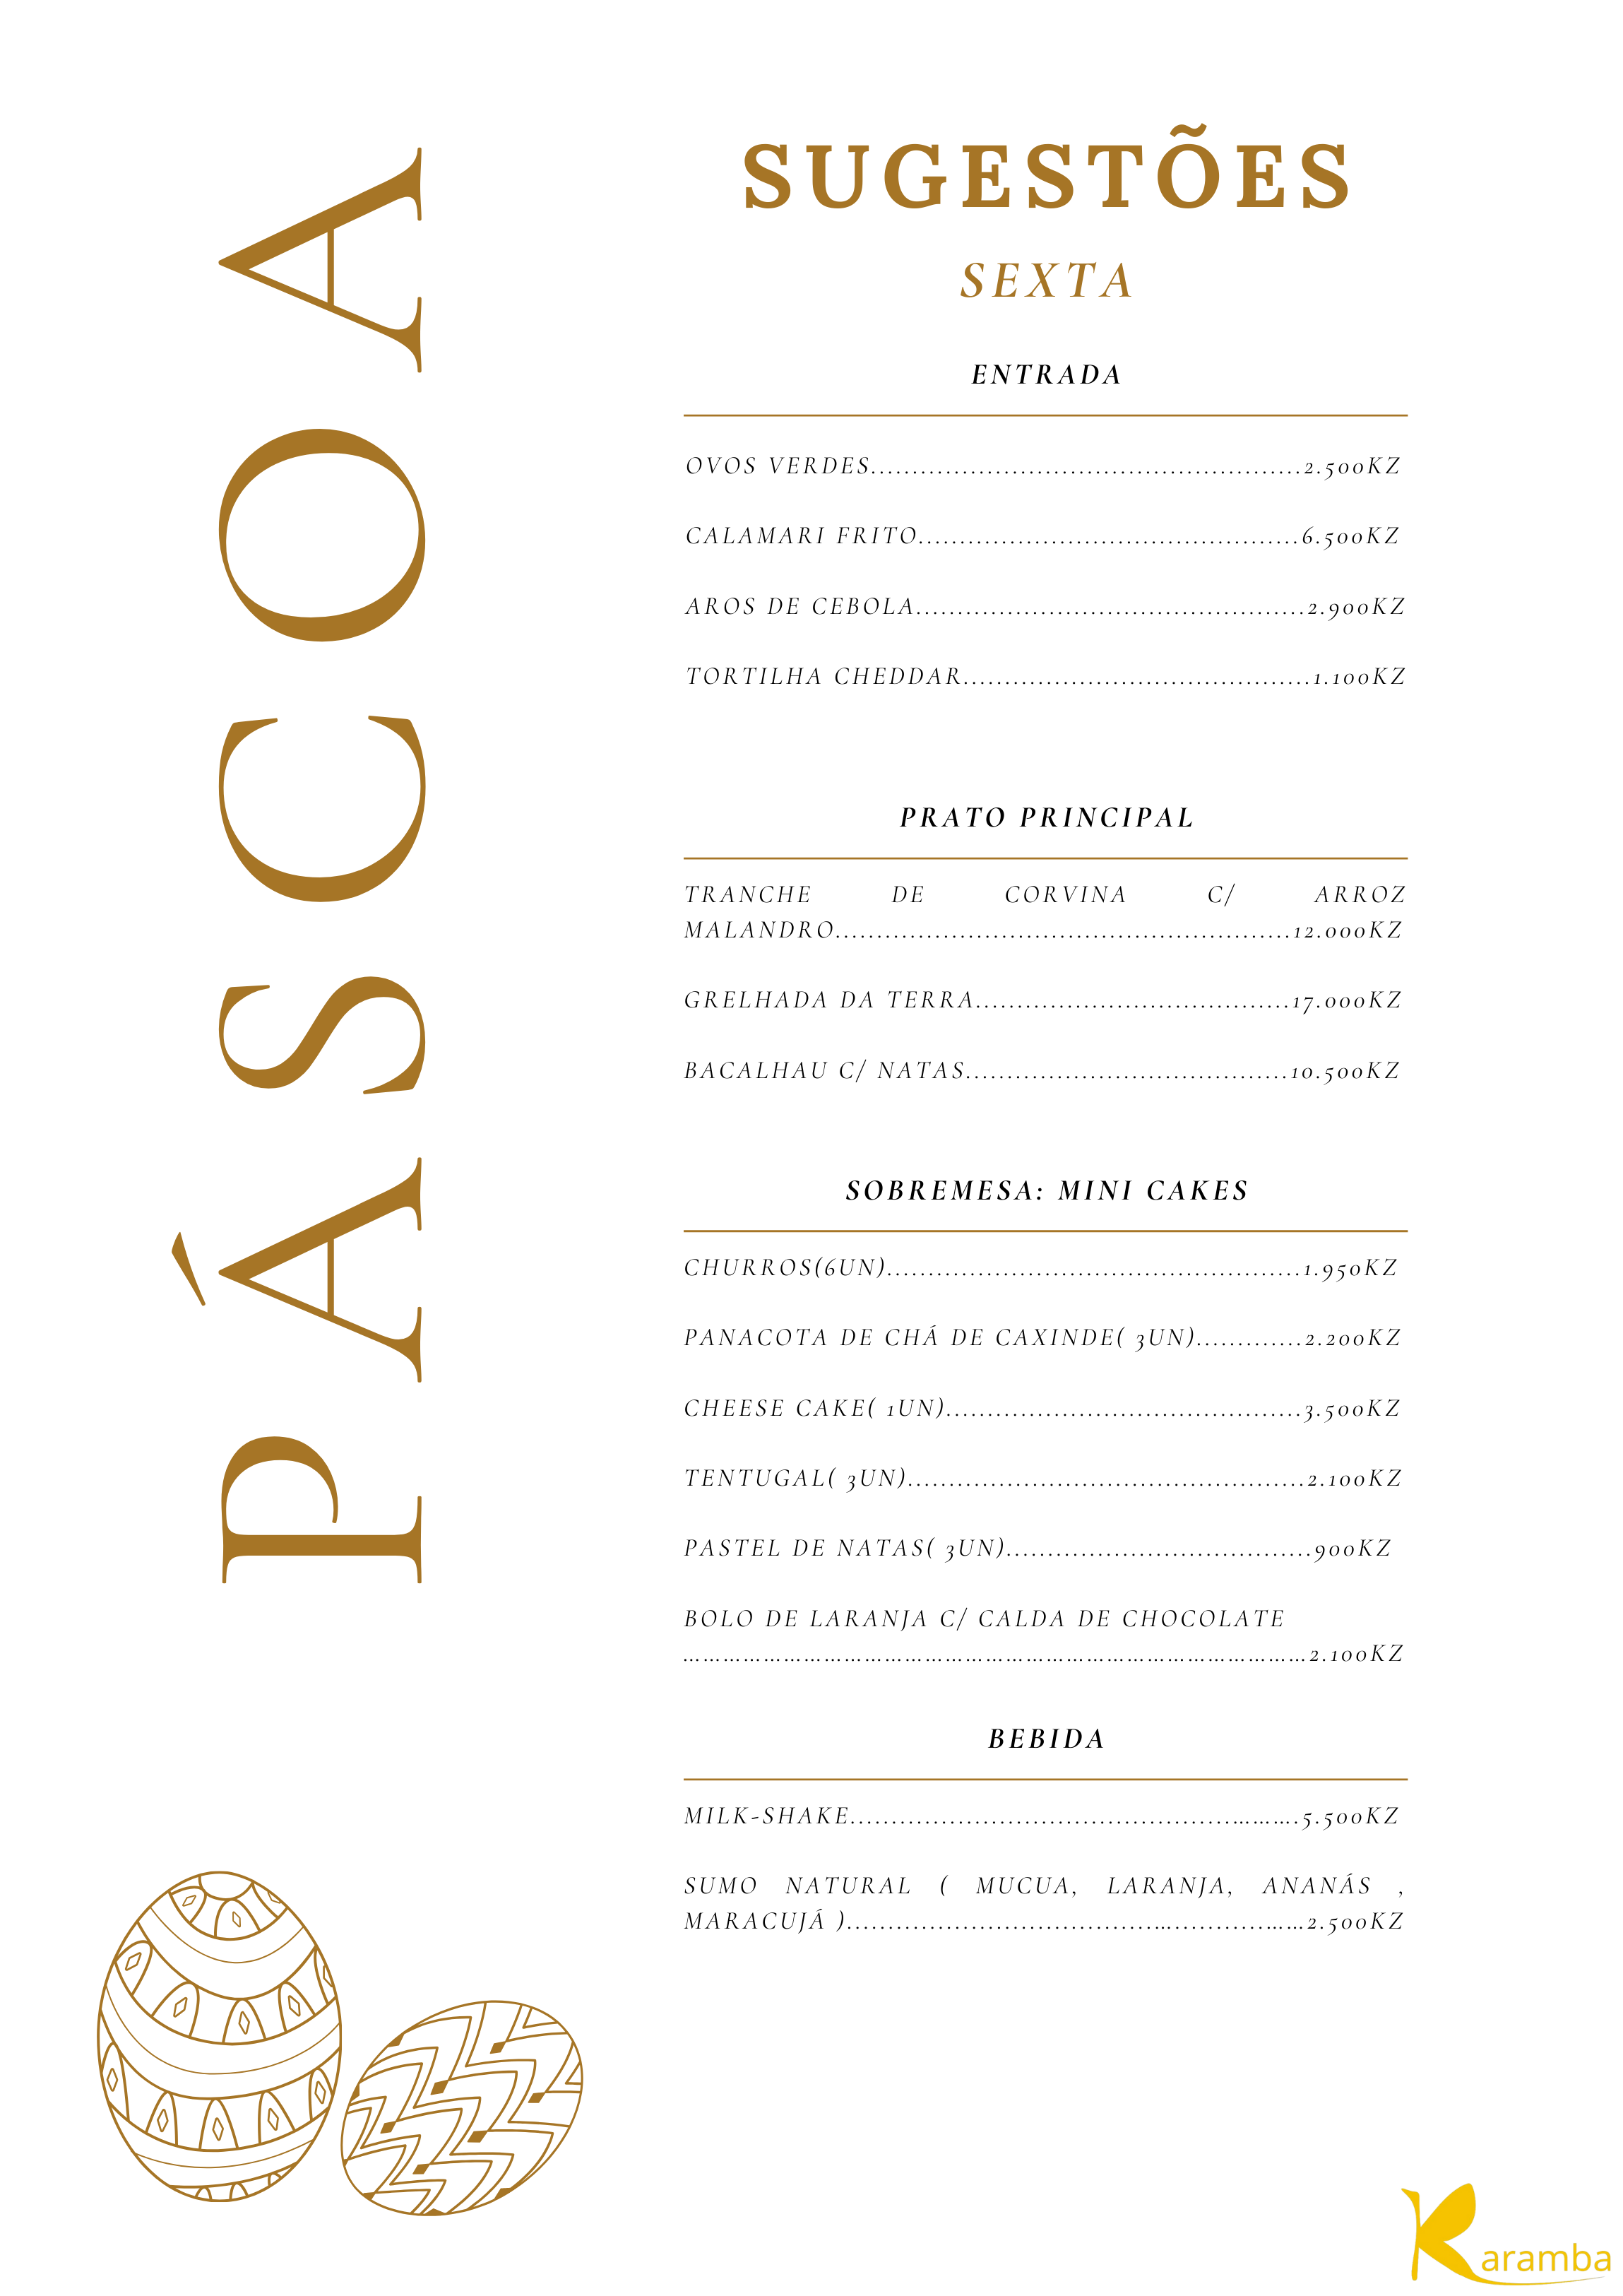 PÁSCOA
SUGESTÕES
SEXTA
ENTRADA
OVOS VERDES....................................................2.500KZ
CALAMARI FRITO..............................................6.500KZ
AROS DE CEBOLA...............................................2.900KZ
TORTILHA CHEDDAR..........................................1.100KZ
PRATO PRINCIPAL
TRANCHE DE CORVINA C/ ARROZ
MALANDRO.......................................................12.000KZ
GRELHADA DA TERRA......................................17.000KZ
BACALHAU C/ NATAS.......................................10.500KZ
SOBREMESA: MINI CAKES
CHURROS(6UN)..................................................1.950KZ
PANACOTA DE CHÁ DE CAXINDE( 3UN).............2.200KZ
CHEESE CAKE( 1UN)...........................................3.500KZ
TENTUGAL( 3UN)................................................2.100KZ
PASTEL DE NATAS( 3UN).....................................900KZ
BOLO DE LARANJA C/ CALDA DE CHOCOLATE
…………………………………………………………………………………2.100KZ
BEBIDA
MILK-SHAKE..............................................……...5.500KZ
SUMO NATURAL ( MUCUA, LARANJA, ANANÁS ,
MARACUJÁ ).....................................…...........……2.500KZ
Karamba